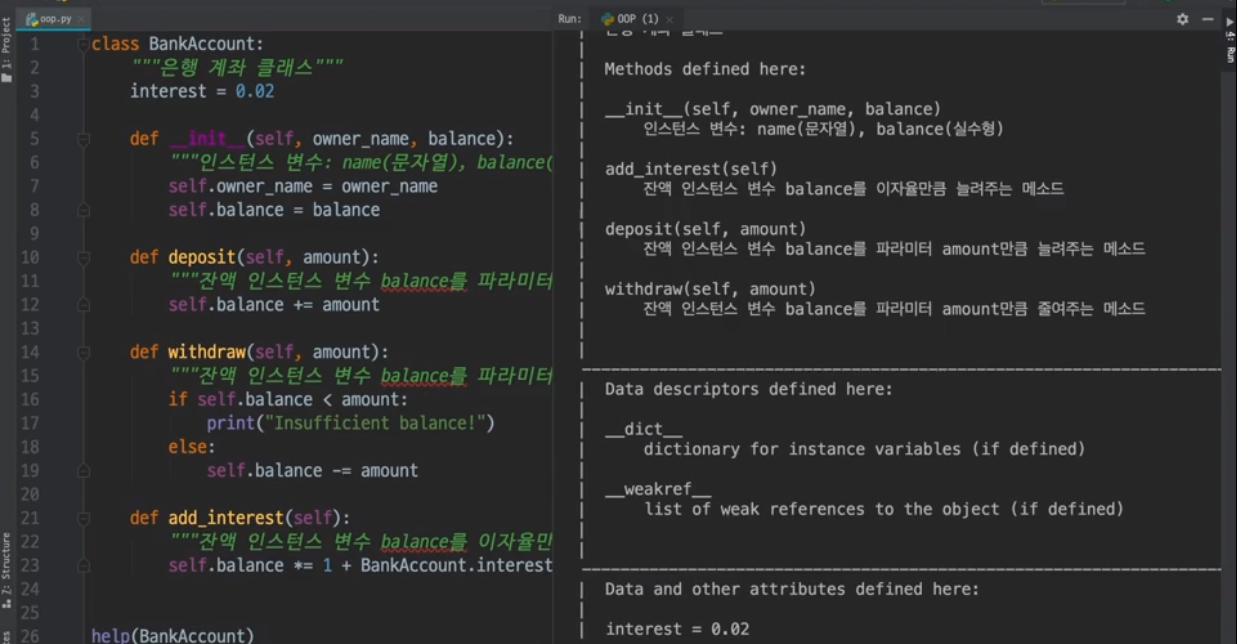 oop.py
Run: OOP (1)
1: Project
4: Run
7: Structure
1 class BankAccount:
2 """은행 계좌 클래스"""
3 interest = 0.02
4
5 def __init__(self, owner_name, balance):
6 """인스턴스 변수: name(문자열), balance(
7 self.owner_name = owner_name
8 self.balance = balance
9
10 def deposit(self, amount):
11 """잔액 인스턴스 변수 balance를 파라미터
12 self.balance += amount
13
14 def withdraw(self, amount):
15 """잔액 인스턴스 변수 balance를 파라미터
16 if self.balance < amount:
17 print("Insufficient balance!")
18 else:
19 self.balance -= amount
20
21 def add_interest(self):
22 """잔액 인스턴스 변수 balance를 이자율만
23 self.balance *= 1 + BankAccount.interest
24
25
26 help(BankAccount)
| Methods defined here:
|
| __init__(self, owner_name, balance)
| 인스턴스 변수: name(문자열), balance(실수형)
|
| add_interest(self)
| 잔액 인스턴스 변수 balance를 이자율만큼 늘려주는 메소드
|
| deposit(self, amount)
| 잔액 인스턴스 변수 balance를 파라미터 amount만큼 늘려주는 메소드
|
| withdraw(self, amount)
| 잔액 인스턴스 변수 balance를 파라미터 amount만큼 줄여주는 메소드
|
| Data descriptors defined here:
|
| __dict__
| dictionary for instance variables (if defined)
|
| __weakref__
| list of weak references to the object (if defined)
|
| Data and other attributes defined here:
|
| interest = 0.02